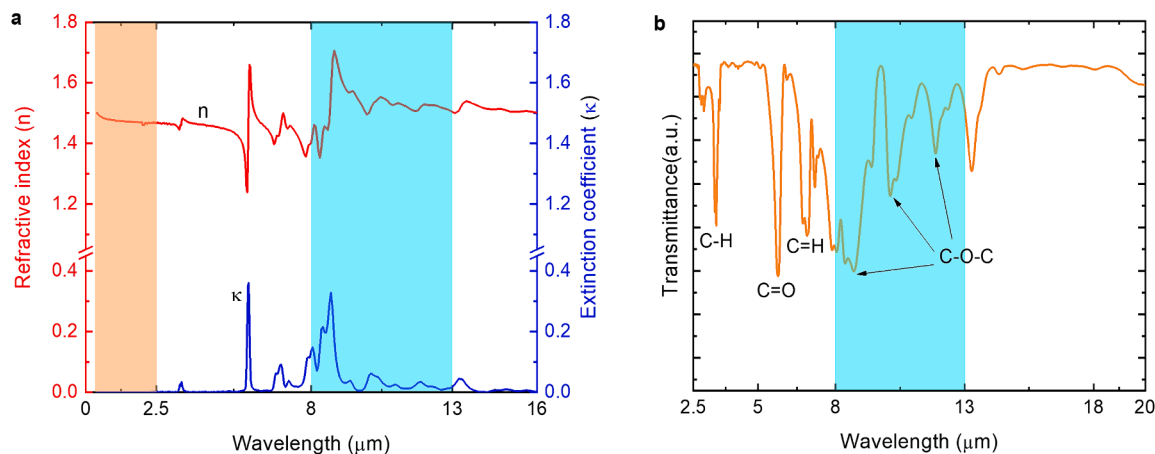 a
1.8
1.6
1.4
1.2
0.4
0.2
0.0
Refractive index (n)
n
κ
1.8
1.6
1.4
1.2
0.4
0.2
0.0
Extinction coefficient (κ)
0
2.5
8
13
16
Wavelength (μm)
b
Transmittance(a.u.)
C-H
C=O
C=H
C-O-C
2.5
5
8
13
18
20
Wavelength (μm)